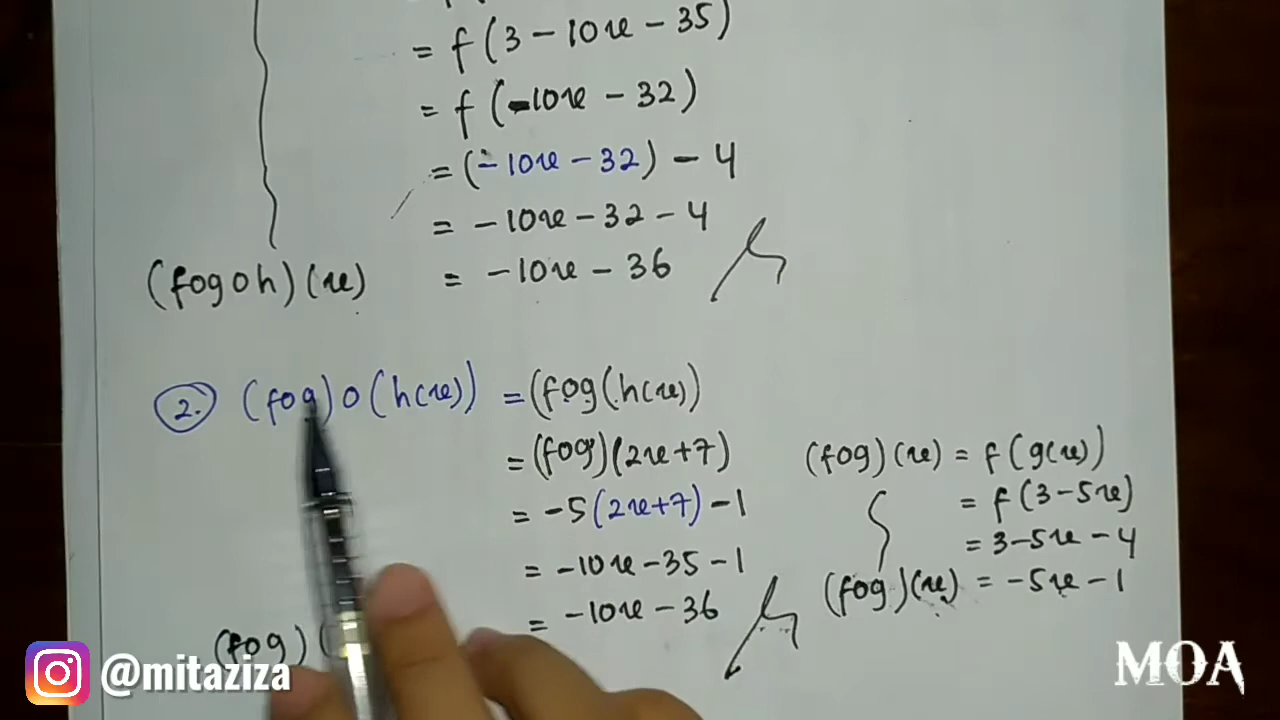 = f(3 - 10x - 35)
= f(-10x - 32)
= (-10x - 32) - 4
= -10x - 32 - 4
(fogoh)(x) = -10x - 36
2. (fog)o(h(x)) = (fog(h(x))
= (fog)(2x+7)
= -5(2x+7) - 1
= -10x - 35 - 1
= -10x - 36
(fog)(x) = f(g(x))
= f(3-5x)
= 3-5x - 4
(fog)(x) = -5x - 1
(fog)(
@mitaziza
MOA